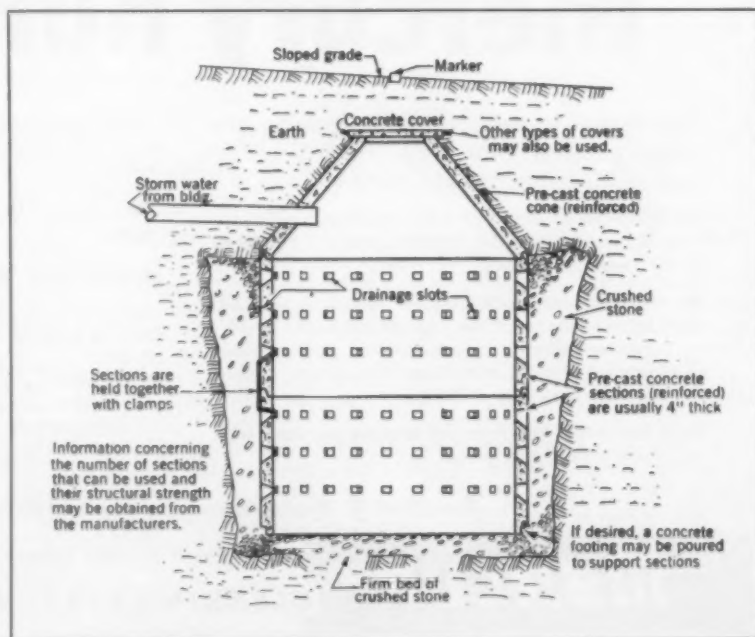 Sloped grade
Marker
Concrete cover
Earth
Other types of covers
may also be used.
Storm water
from bldg.
Pre-cast concrete
cone (reinforced)
Drainage slots
Crushed
stone
Sections are
held together
with clamps
Pre-cast concrete
sections (reinforced)
are usually 4" thick
Information concerning
the number of sections
that can be used and
their structural strength
may be obtained from
the manufacturers.
If desired, a concrete
footing may be poured
to support sections
Firm bed of
crushed stone